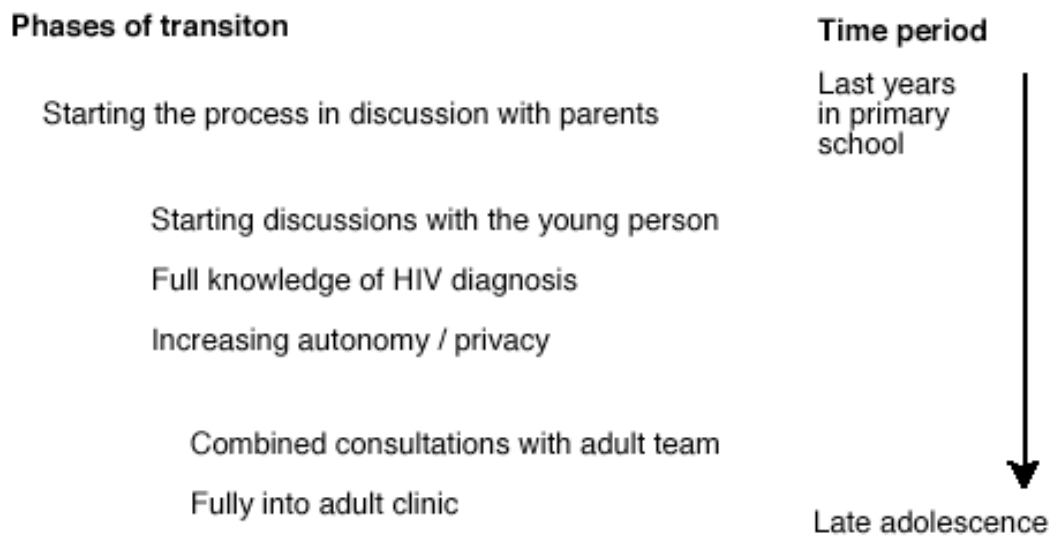 Phases of transiton
Time period
Starting the process in discussion with parents
Last years
in primary
school
Starting discussions with the young person
Full knowledge of HIV diagnosis
Increasing autonomy / privacy
Combined consultations with adult team
Fully into adult clinic
Late adolescence